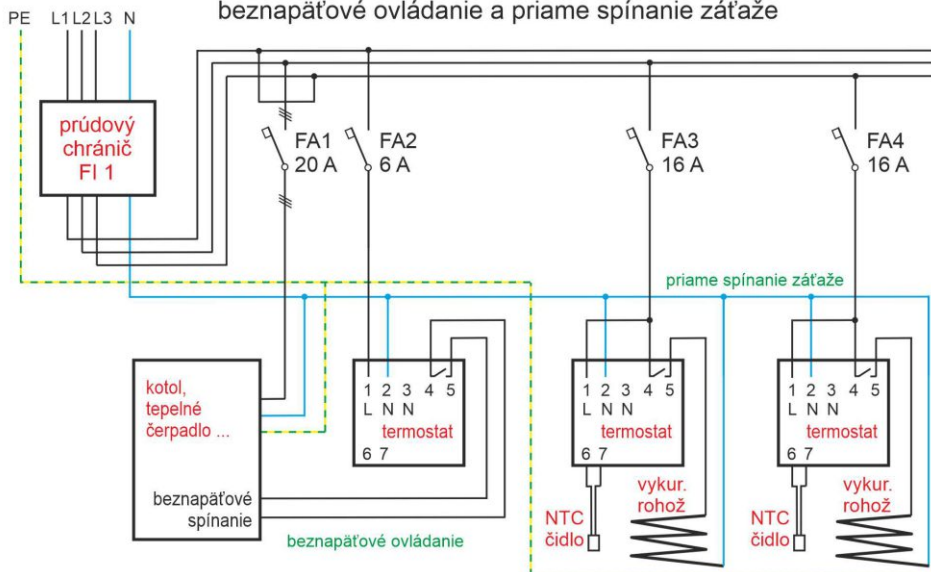 beznapäťové ovládanie a priame spínanie záťaže
PE L1 L2 L3 N
prúdový
chránič
FI 1
FA1
20 A
FA2
6 A
FA3
16 A
FA4
16 A
priame spínanie záťaže
kotol,
tepelné
čerpadlo ...
beznapäťové
spínanie
1 2 3 4 5
L N N
termostat
6 7
beznapäťové ovládanie
1 2 3 4 5
L N N
termostat
6 7
NTC
čidlo
vykur.
rohož
1 2 3 4 5
L N N
termostat
6 7
NTC
čidlo
vykur.
rohož